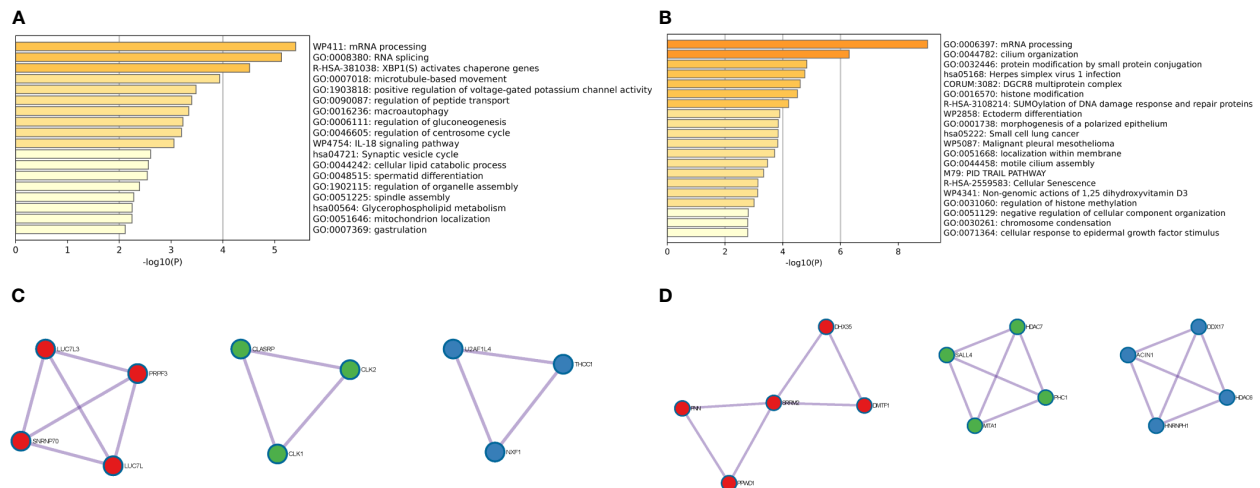 A
WP411: mRNA processing
GO:0008380: RNA splicing
R-HSA-381038: XBP1(S) activates chaperone genes
GO:0007018: microtubule-based movement
GO:1903818: positive regulation of voltage-gated potassium channel activity
GO:0090087: regulation of peptide transport
GO:0016236: macroautophagy
GO:0006111: regulation of gluconeogenesis
GO:0046605: regulation of centrosome cycle
WP4754: IL-18 signaling pathway
hsa04721: Synaptic vesicle cycle
GO:0044242: cellular lipid catabolic process
GO:0048515: spermatid differentiation
GO:1902115: regulation of organelle assembly
GO:0051225: spindle assembly
hsa00564: Glycerophospholipid metabolism
GO:0051646: mitochondrion localization
GO:0007369: gastrulation
0 1 2 3 4 5
-log10(P)
B
GO:0006397: mRNA processing
GO:0044782: cilium organization
GO:0032446: protein modification by small protein conjugation
hsa05168: Herpes simplex virus 1 infection
CORUM:3082: DGCR8 multiprotein complex
GO:0016570: histone modification
R-HSA-3108214: SUMOylation of DNA damage response and repair proteins
WP2858: Ectoderm differentiation
GO:0001738: morphogenesis of a polarized epithelium
hsa05222: Small cell lung cancer
WP5087: Malignant pleural mesothelioma
GO:0051668: localization within membrane
GO:0044458: motile cilium assembly
M79: PID TRAIL PATHWAY
R-HSA-2559583: Cellular Senescence
WP4341: Non-genomic actions of 1,25 dihydroxyvitamin D3
GO:0031060: regulation of histone methylation
GO:0051129: negative regulation of cellular component organization
GO:0030261: chromosome condensation
GO:0071364: cellular response to epidermal growth factor stimulus
0 2 4 6 8
-log10(P)
C
LUC7L3
PRPF3
SNRNP70
LUC7L
CLASRP
CLK2
CLK1
U2AF1L4
THOC1
NXF1
D
DHX35
PNN
SRRM2
DMTF1
PPWD1
HDAC7
SALL4
PHC1
MTA1
DDX17
ACIN1
HDAC6
HNRNPH1